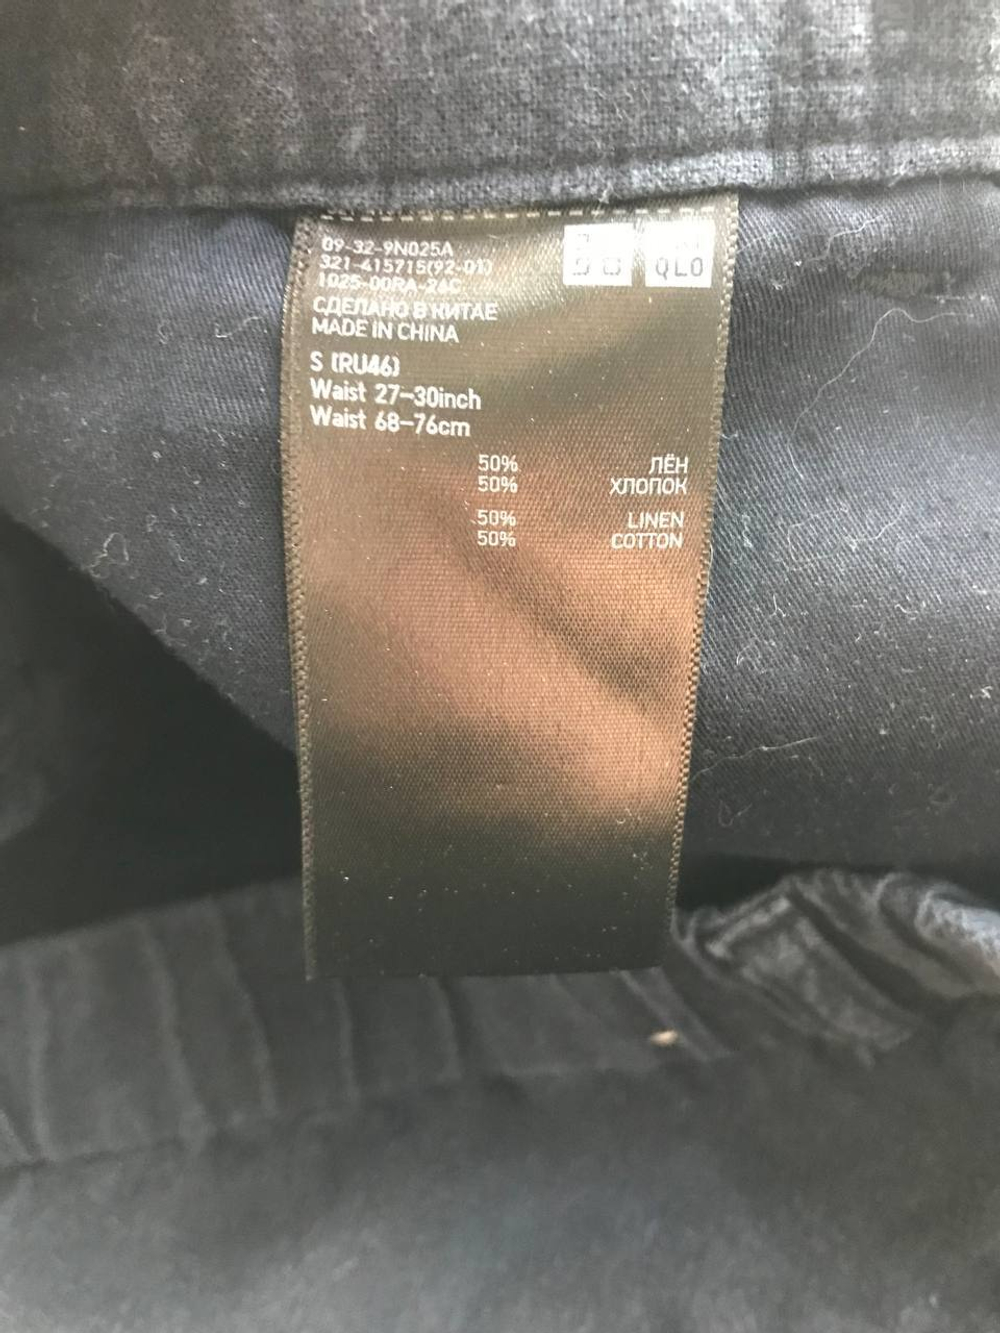 09-32-9N025A
321-415715(92-01)
1025-00RA-24C
СДЕЛАНО В КИТАЕ
MADE IN CHINA
S (RU46)
Waist 27-30inch
Waist 68-76cm
50% ЛЁН
50% ХЛОПОК
50% LINEN
50% COTTON
QLO